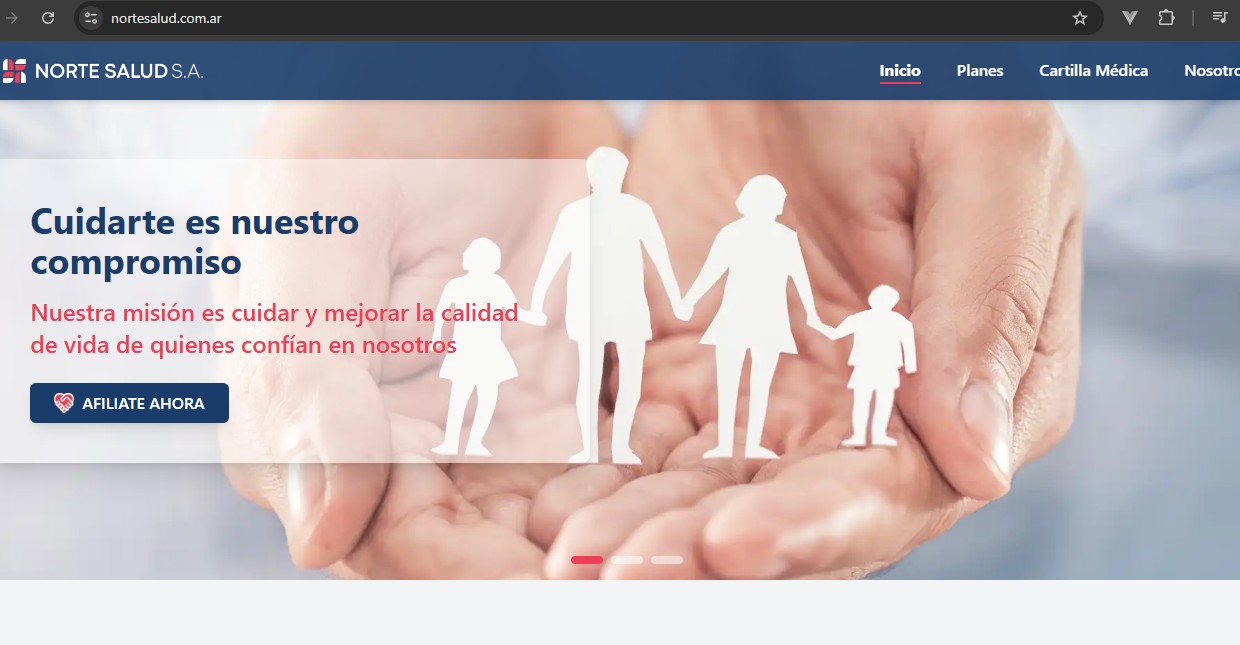 nortesalud.com.ar
NORTE SALUD S.A.
Inicio
Planes
Cartilla Médica
Nosotro
Cuidarte es nuestro
compromiso
Nuestra misión es cuidar y mejorar la calidad
de vida de quienes confían en nosotros
AFILIATE AHORA